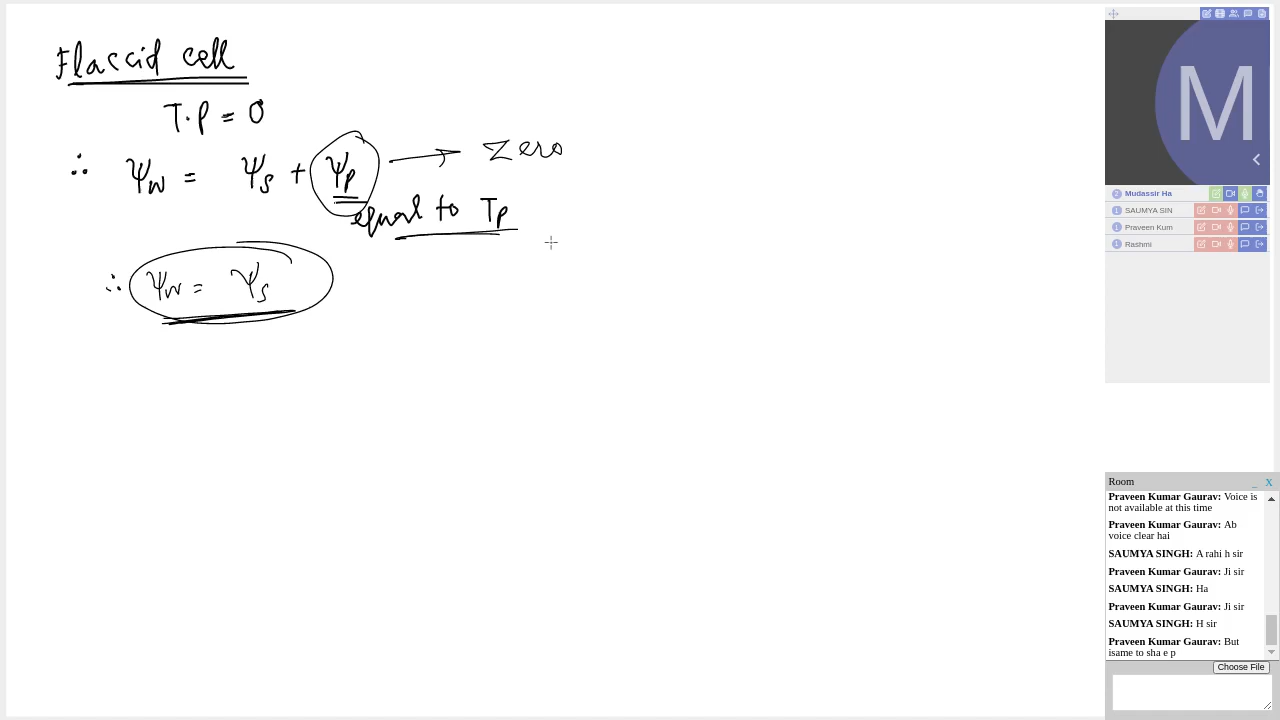 Flaccid cell
T.P = 0
∴ Ψw = Ψs + Ψp → Zero
equal to Tp
∴ Ψw = Ψs
M
Mudassir Ha
SAUMYA SIN
Praveen Kum
Rashmi
Room _ X
Praveen Kumar Gaurav: Voice is
not available at this time
Praveen Kumar Gaurav: Ab
voice clear hai
SAUMYA SINGH: A rahi h sir
Praveen Kumar Gaurav: Ji sir
SAUMYA SINGH: Ha
Praveen Kumar Gaurav: Ji sir
SAUMYA SINGH: H sir
Praveen Kumar Gaurav: But
isame to sha e p
Choose File